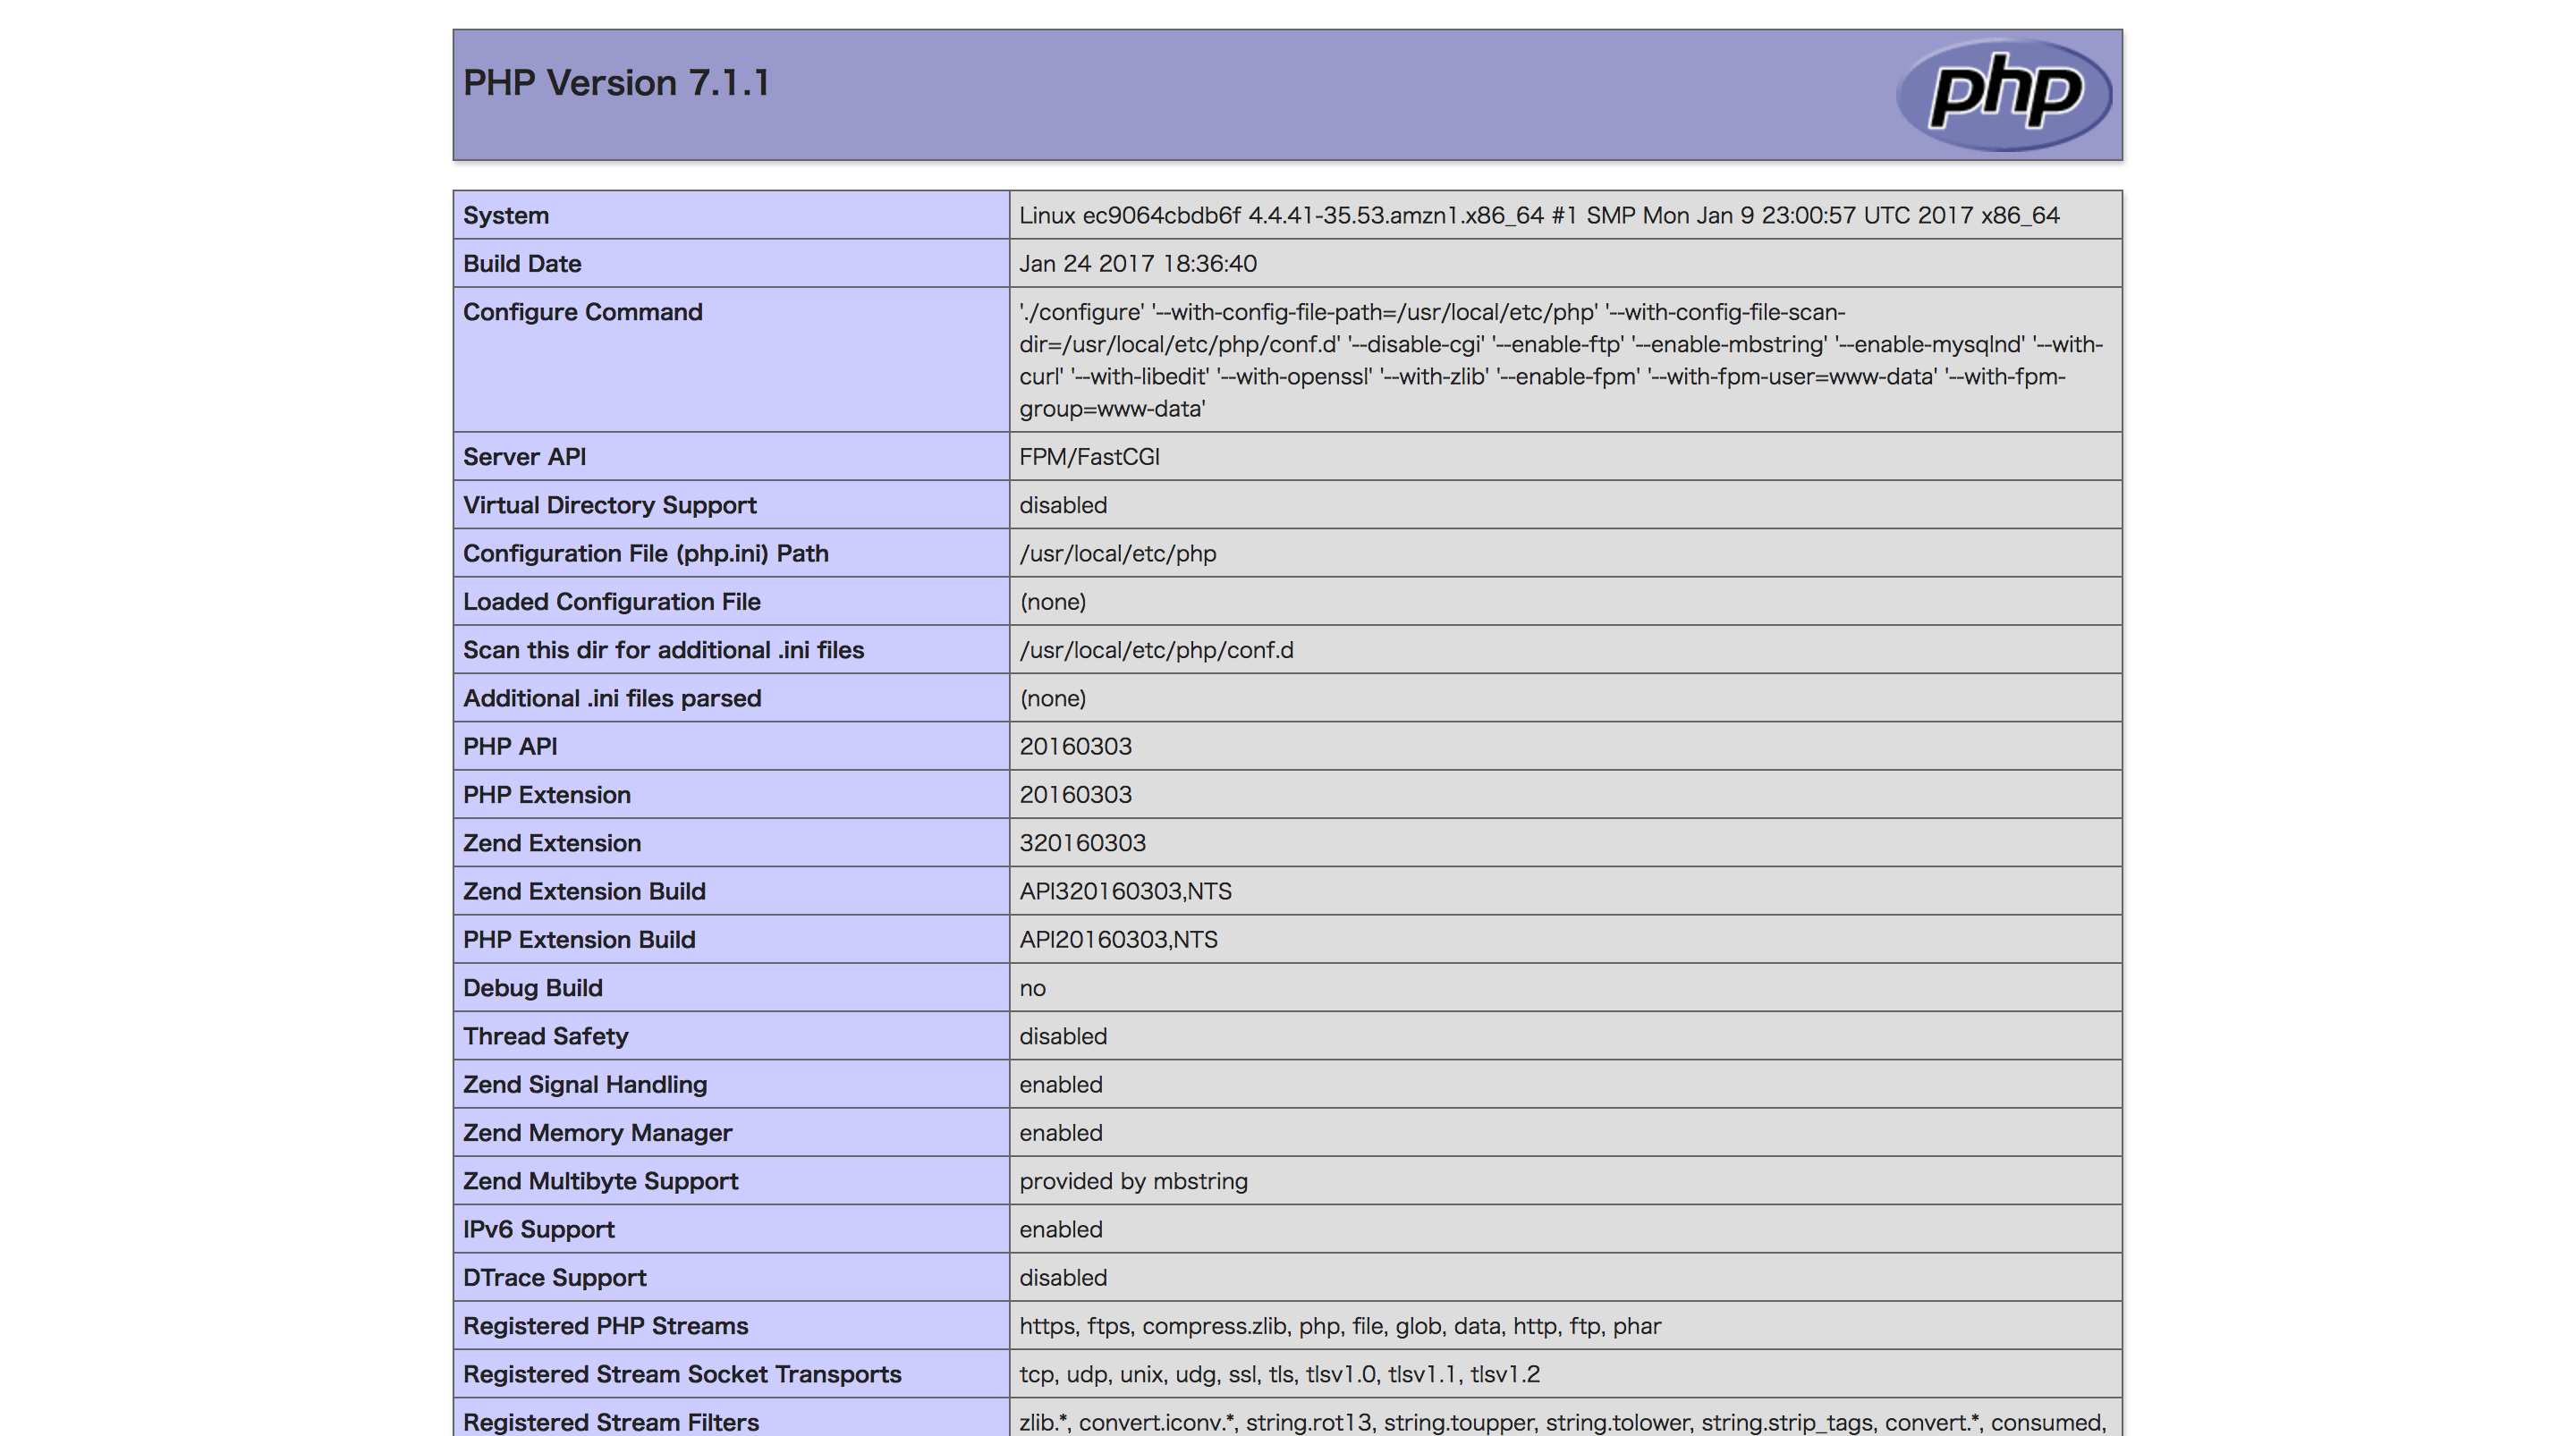 PHP Version 7.1.1
php
System Linux ec9064cbdb6f 4.4.41-35.53.amzn1.x86_64 #1 SMP Mon Jan 9 23:00:57 UTC 2017 x86_64
Build Date Jan 24 2017 18:36:40
Configure Command './configure' '--with-config-file-path=/usr/local/etc/php' '--with-config-file-scan-
dir=/usr/local/etc/php/conf.d' '--disable-cgi' '--enable-ftp' '--enable-mbstring' '--enable-mysqlnd' '--with-
curl' '--with-libedit' '--with-openssl' '--with-zlib' '--enable-fpm' '--with-fpm-user=www-data' '--with-fpm-
group=www-data'
Server API FPM/FastCGI
Virtual Directory Support disabled
Configuration File (php.ini) Path /usr/local/etc/php
Loaded Configuration File (none)
Scan this dir for additional .ini files /usr/local/etc/php/conf.d
Additional .ini files parsed (none)
PHP API 20160303
PHP Extension 20160303
Zend Extension 320160303
Zend Extension Build API320160303,NTS
PHP Extension Build API20160303,NTS
Debug Build no
Thread Safety disabled
Zend Signal Handling enabled
Zend Memory Manager enabled
Zend Multibyte Support provided by mbstring
IPv6 Support enabled
DTrace Support disabled
Registered PHP Streams https, ftps, compress.zlib, php, file, glob, data, http, ftp, phar
Registered Stream Socket Transports tcp, udp, unix, udg, ssl, tls, tlsv1.0, tlsv1.1, tlsv1.2
Registered Stream Filters zlib.*, convert.iconv.*, string.rot13, string.toupper, string.tolower, string.strip_tags, convert.*, consumed,